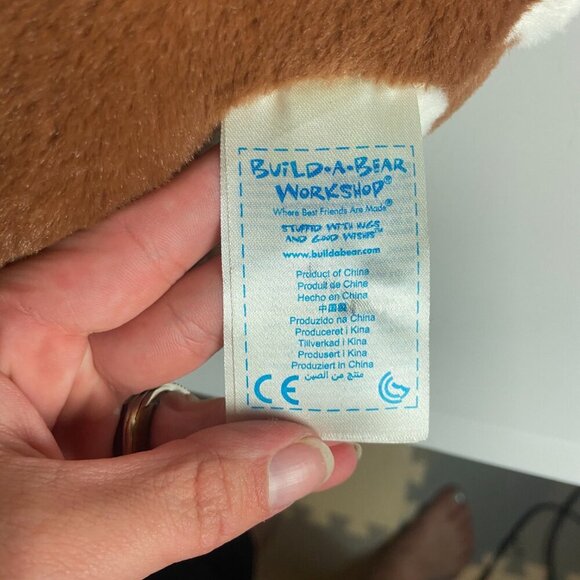 BUILD-A-BEAR
WORKSHOP®
Where Best Friends Are Made®
STUFFED WITH HUGS
AND GOOD WISHES™
www.buildabear.com
Product of China
Produit de China
Hecho en China
中国製
Produzido na China
Produceret i Kina
Tillverkad i Kina
Produsert i Kina
Produziert in China
منتج من الصين
CE